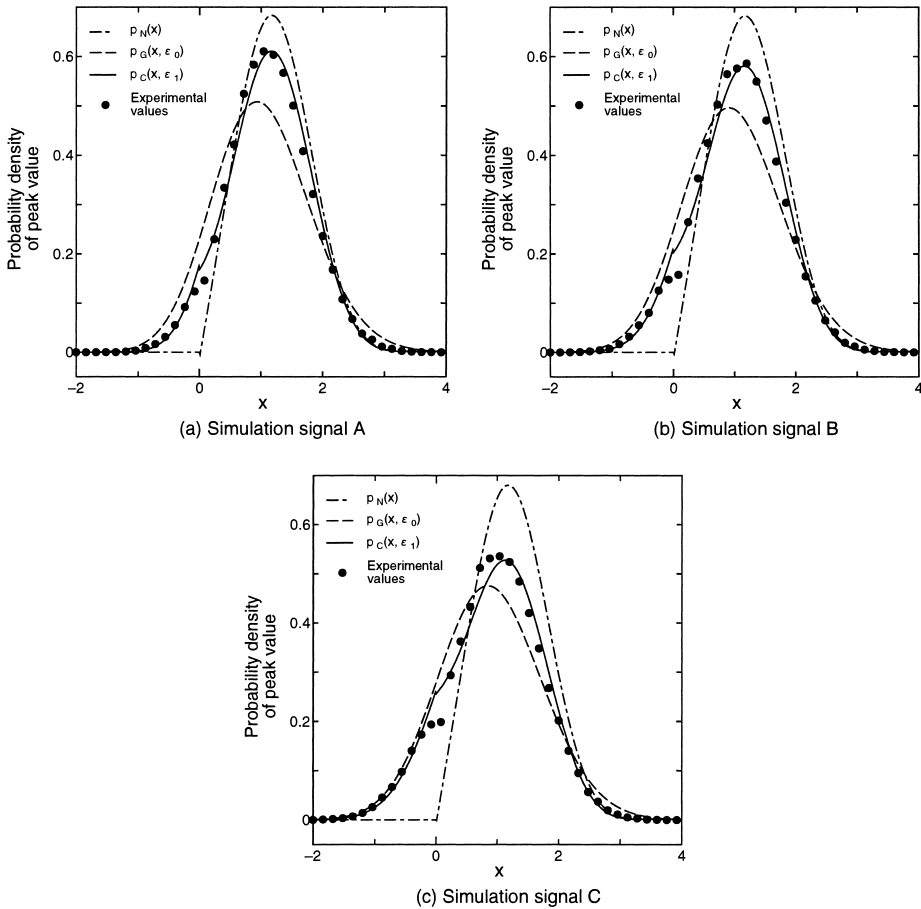 p N(x)
p G(x, ε 0)
p C(x, ε 1)
Experimental
values
0.6
0.4
0.2
0
Probability density
of peak value
−2
0
2
4
x
(a) Simulation signal A
p N(x)
p G(x, ε 0)
p C(x, ε 1)
Experimental
values
0.6
0.4
0.2
0
Probability density
of peak value
−2
0
2
4
x
(b) Simulation signal B
p N(x)
p G(x, ε 0)
p C(x, ε 1)
Experimental
values
0.6
0.4
0.2
0
Probability density
of peak value
−2
0
2
4
x
(c) Simulation signal C